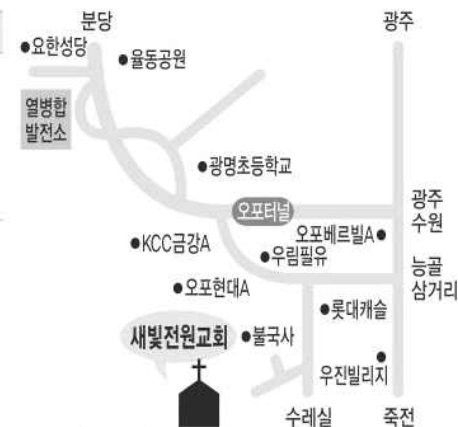 분당
광주
요한성당
율동공원
열병합
발전소
광명초등학교
오포터널
광주
수원
오포베르빌A
KCC금강A
우림필유
능골
삼거리
오포현대A
롯대캐슬
새빛전원교회
불국사
우진빌리지
수레실
죽전